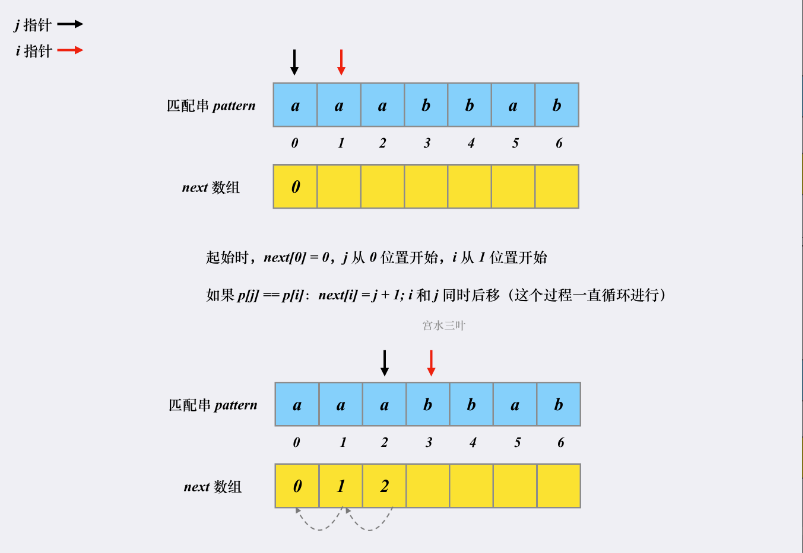 j 指针
i 指针
匹配串 pattern a a a b b a b
0 1 2 3 4 5 6
next 数组 0
起始时，next[0] = 0，j 从 0 位置开始，i 从 1 位置开始
如果 p[j] == p[i]：next[i] = j + 1; i 和 j 同时后移（这个过程一直循环进行）
宫水三叶
匹配串 pattern a a a b b a b
0 1 2 3 4 5 6
next 数组 0 1 2